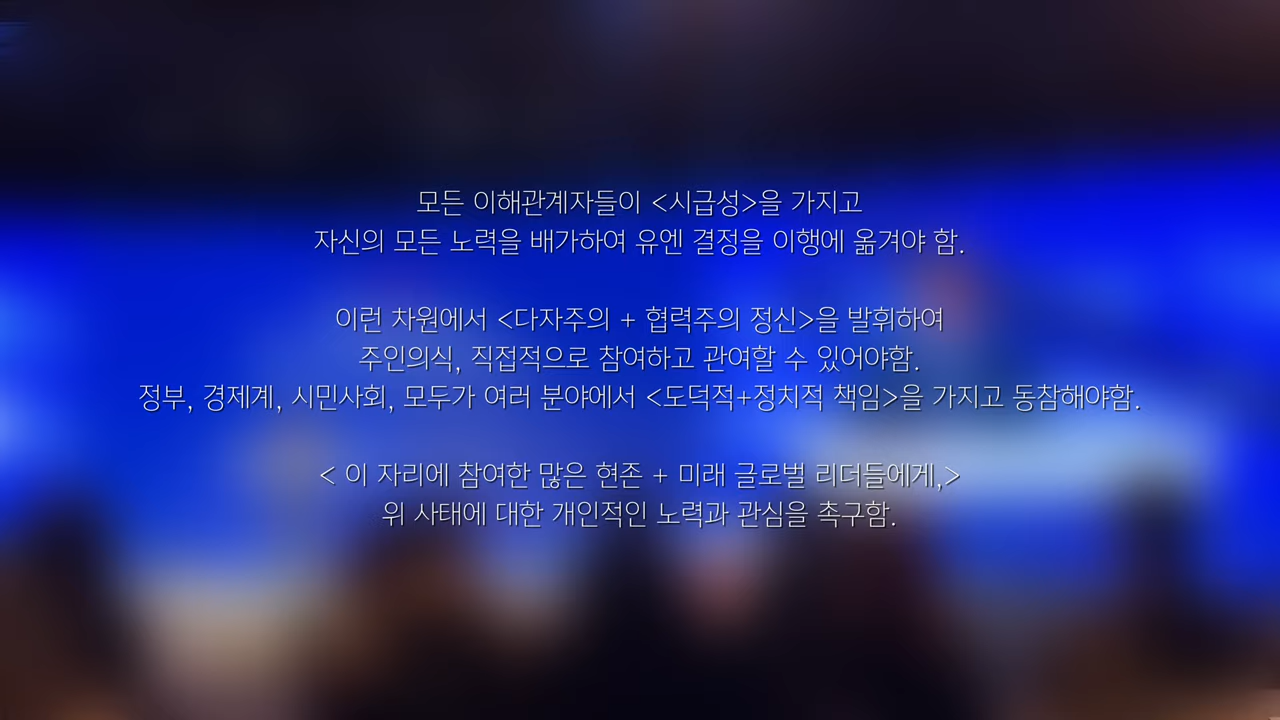 모든 이해관계자들이 <시급성>을 가지고
자신의 모든 노력을 배가하여 유엔 결정을 이행에 옮겨야 함.
이런 차원에서 <다자주의 + 협력주의 정신>을 발휘하여
주인의식, 직접적으로 참여하고 관여할 수 있어야함.
정부, 경제계, 시민사회, 모두가 여러 분야에서 <도덕적+정치적 책임>을 가지고 동참해야함.
< 이 자리에 참여한 많은 현존 + 미래 글로벌 리더들에게,>
위 사태에 대한 개인적인 노력과 관심을 촉구함.